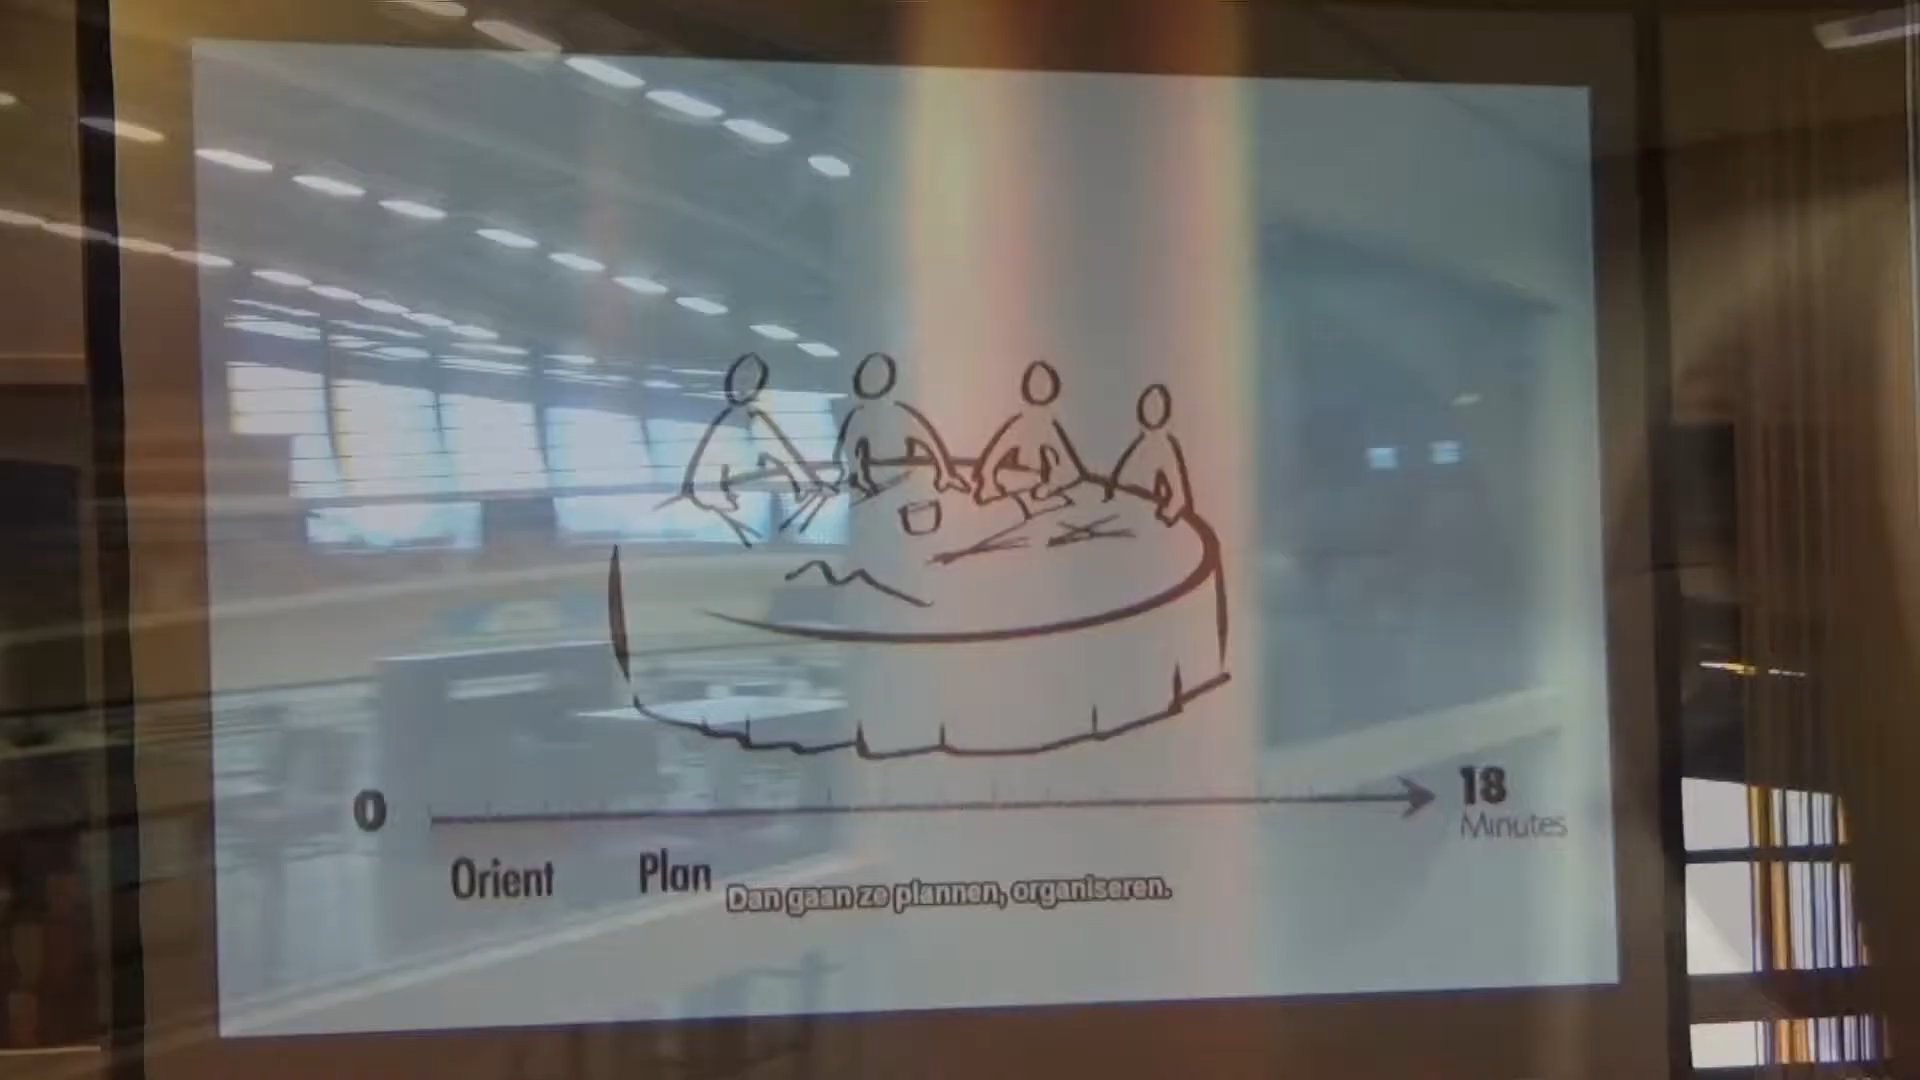 0
18
Minutes
Orient
Plan
Dan gaan ze plannen, organiseren.